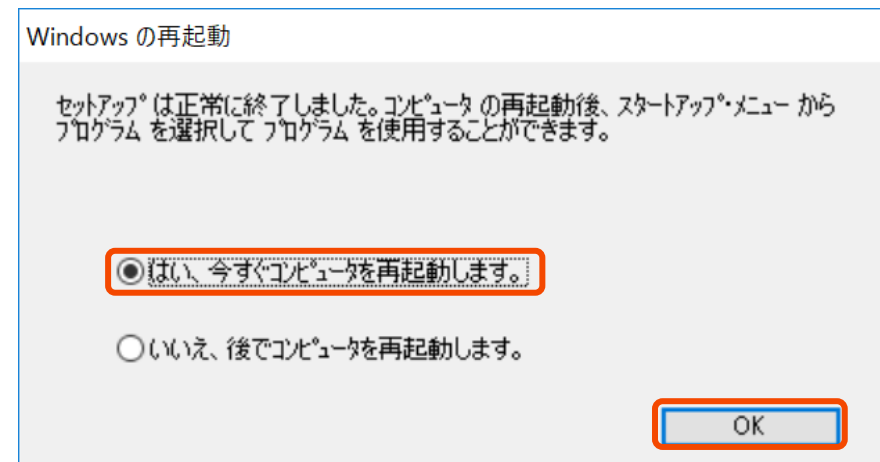 Windows の再起動
ｾｯﾄｱｯﾌﾟ は正常に終了しました。ｺﾝﾋﾟｭｰﾀ の再起動後、ｽﾀｰﾄｱｯﾌﾟ･ﾒﾆｭｰ から
ﾌﾟﾛｸﾞﾗﾑ を選択して ﾌﾟﾛｸﾞﾗﾑ を使用することができます。
はい、今すぐｺﾝﾋﾟｭｰﾀを再起動します。
いいえ、後でｺﾝﾋﾟｭｰﾀを再起動します。
OK